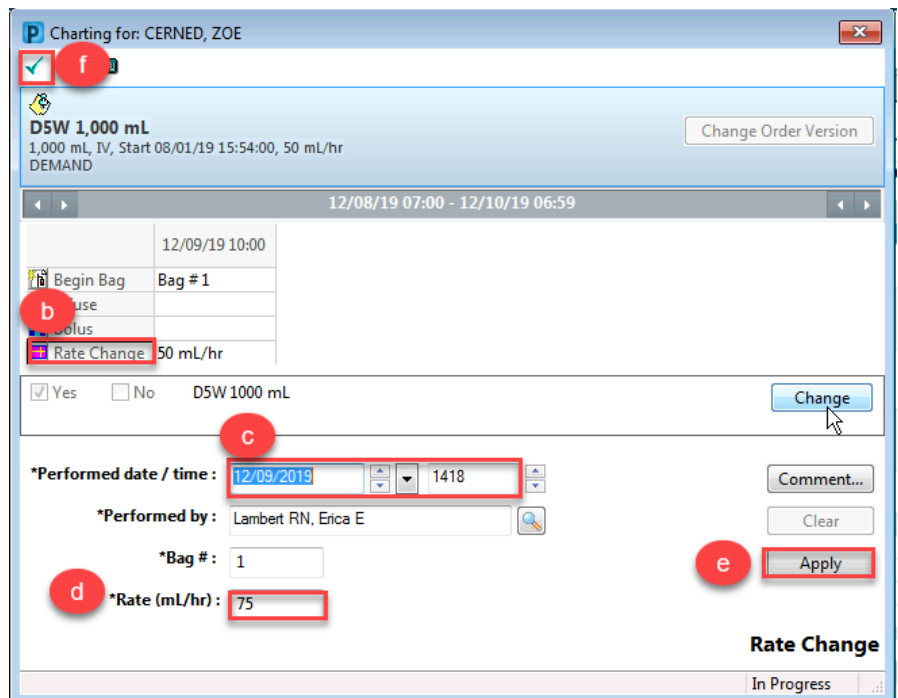 P Charting for: CERNED, ZOE
f
D5W 1,000 mL
1,000 mL, IV, Start 08/01/19 15:54:00, 50 mL/hr
DEMAND
Change Order Version
12/08/19 07:00 - 12/10/19 06:59
12/09/19 10:00
Begin Bag Bag # 1
b use
olus
Rate Change 50 mL/hr
Yes No D5W 1000 mL
Change
c
*Performed date / time : 12/09/2019 1418
Comment...
*Performed by : Lambert RN, Erica E
Clear
*Bag # : 1
e Apply
d *Rate (mL/hr) : 75
Rate Change
In Progress